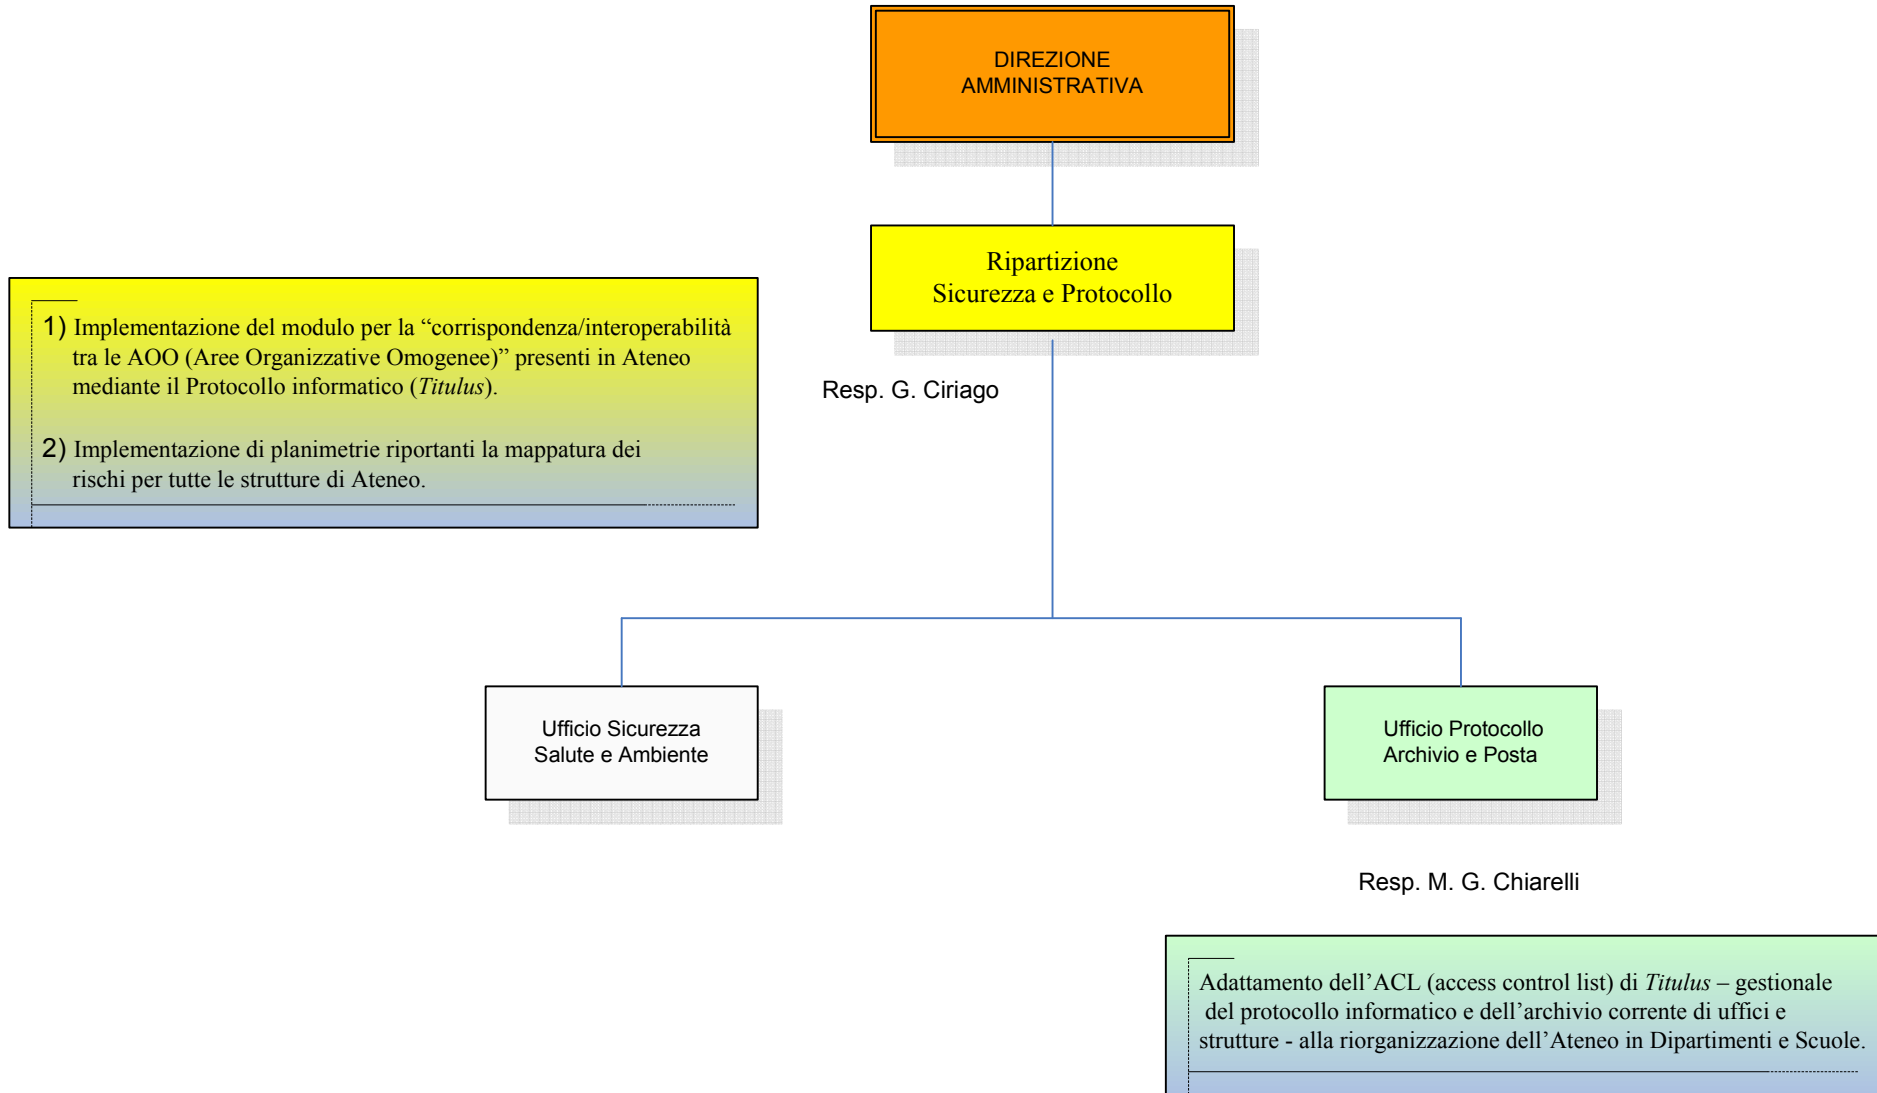 DIREZIONE
AMMINISTRATIVA
Ripartizione
Sicurezza e Protocollo
1) Implementazione del modulo per la “corrispondenza/interoperabilità
tra le AOO (Aree Organizzative Omogenee)” presenti in Ateneo
mediante il Protocollo informatico (Titulus).
2) Implementazione di planimetrie riportanti la mappatura dei
rischi per tutte le strutture di Ateneo.
Resp. G. Ciriago
Ufficio Sicurezza
Salute e Ambiente
Ufficio Protocollo
Archivio e Posta
Resp. M. G. Chiarelli
Adattamento dell’ACL (access control list) di Titulus – gestionale
del protocollo informatico e dell’archivio corrente di uffici e
strutture - alla riorganizzazione dell’Ateneo in Dipartimenti e Scuole.